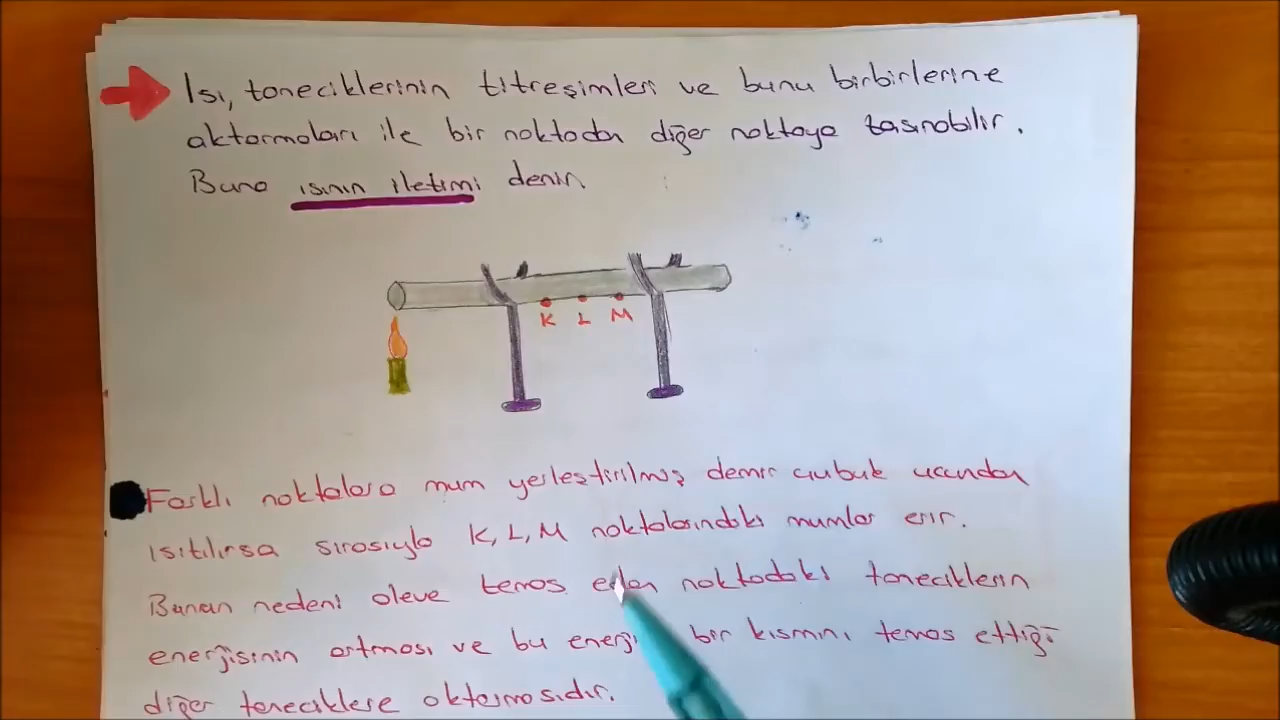 Isı, taneciklerinin titreşimleri ve bunu birbirlerine
aktarmaları ile bir noktadan diğer noktaya taşınabilir.
Buna ısının iletimi denir.
K L M
Farklı noktalara mum yerleştirilmiş demir çubuk ucundan
ısıtılırsa sırasıyla K, L, M noktalarındaki mumlar erir.
Bunun nedeni aleve temas eden noktadaki taneciklerin
enerjisinin artması ve bu enerji bir kısmını temas ettiği
diğer taneciklere aktarmasıdır.